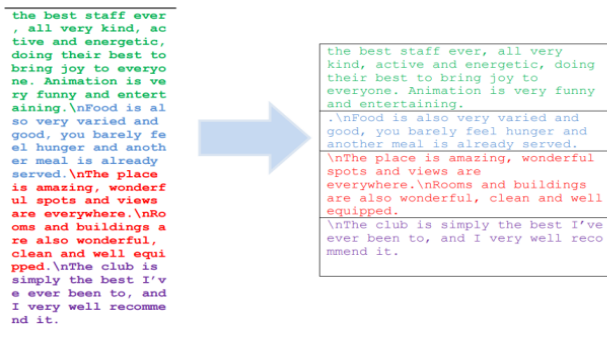 the best staff ever
, all very kind, ac
tive and energetic,
doing their best to
bring joy to everyo
ne. Animation is ve
ry funny and entert
aining.\nFood is al
so very varied and
good, you barely fe
el hunger and anoth
er meal is already
served.\nThe place
is amazing, wonderf
ul spots and views
are everywhere.\nRo
oms and buildings a
re also wonderful,
clean and well equi
pped.\nThe club is
simply the best I'v
e ever been to, and
I very well recomme
nd it.
the best staff ever, all very
kind, active and energetic, doing
their best to bring joy to
everyone. Animation is very funny
and entertaining.
.\nFood is also very varied and
good, you barely feel hunger and
another meal is already served.
\nThe place is amazing, wonderful
spots and views are
everywhere.\nRooms and buildings
are also wonderful, clean and well
equipped.
\nThe club is simply the best I've
ever been to, and I very well reco
mmend it.